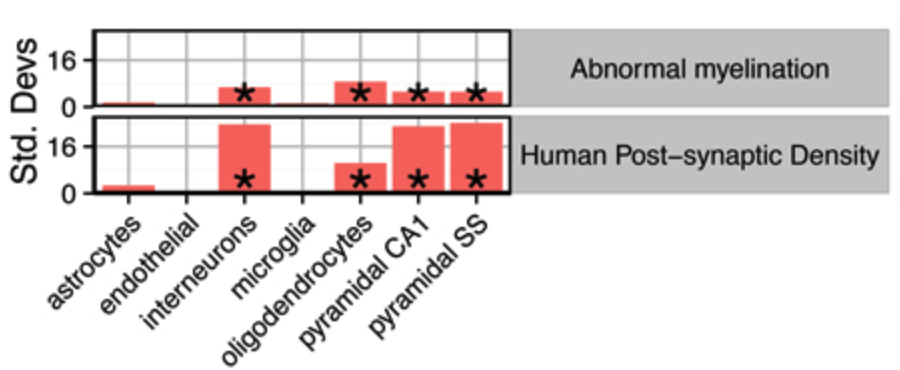 Std. Devs
16
0
* * * *
Abnormal myelination
16
0
* * * *
Human Post−synaptic Density
astrocytes
endothelial
interneurons
microglia
oligodendrocytes
pyramidal CA1
pyramidal SS